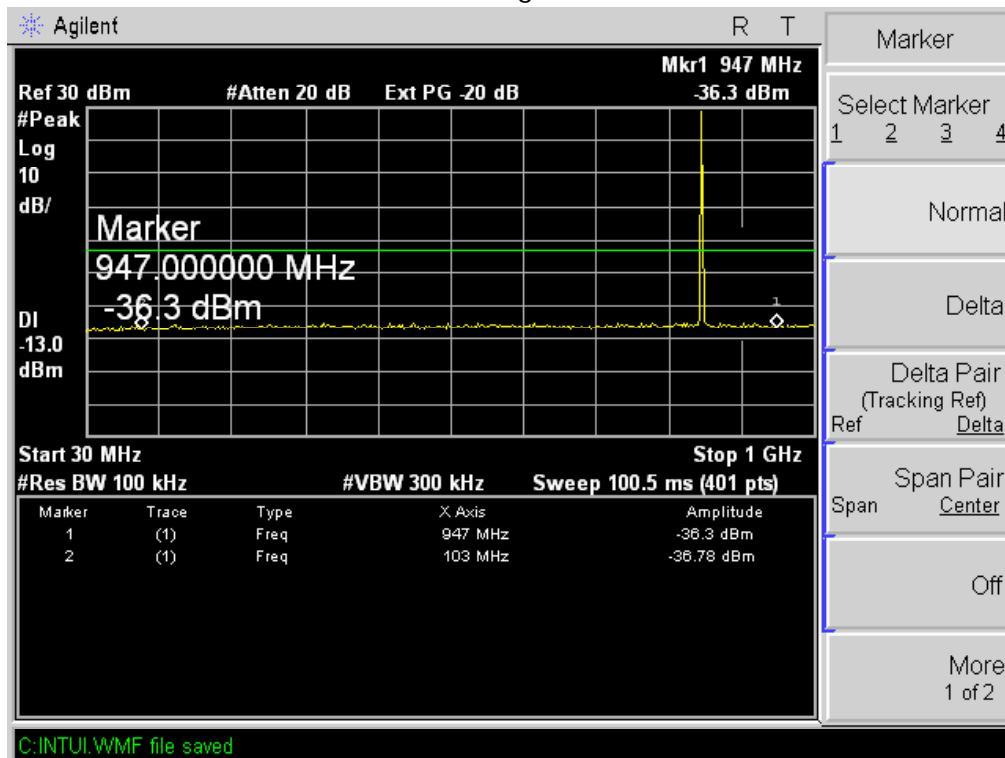 Agilent R T
Mkr1 947 MHz
Ref 30 dBm #Atten 20 dB Ext PG -20 dB -36.3 dBm
#Peak
Log
10
dB/
Marker
947.000000 MHz
-36.3 dBm
1
DI
-13.0
dBm
Start 30 MHz Stop 1 GHz
#Res BW 100 kHz #VBW 300 kHz Sweep 100.5 ms (401 pts)
Marker Trace Type X Axis Amplitude
1 (1) Freq 947 MHz -36.3 dBm
2 (1) Freq 103 MHz -36.78 dBm
C:INTUI.WMF file saved
Marker
Select Marker
1 2 3 4
Normal
Delta
Delta Pair
(Tracking Ref)
Ref Delta
Span Pair
Span Center
Off
More
1 of 2